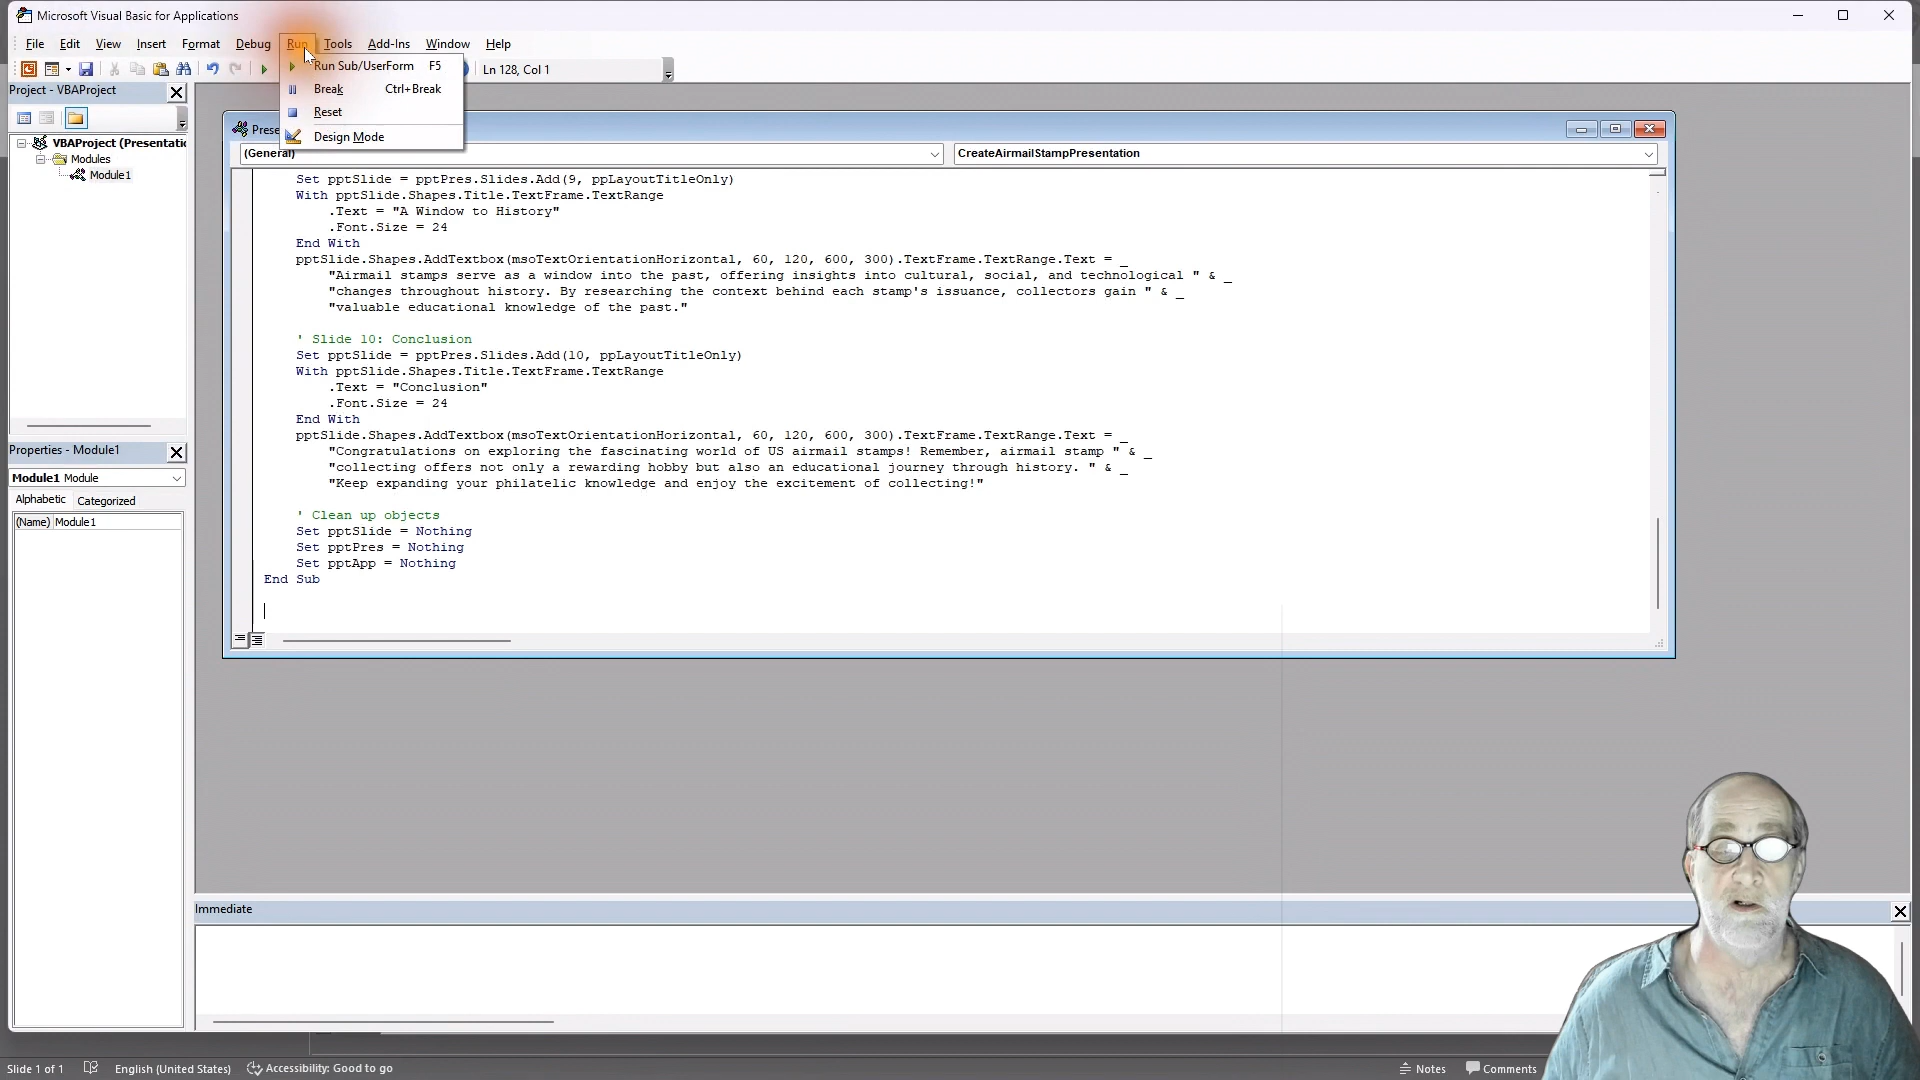 Microsoft Visual Basic for Applications
File Edit View Insert Format Debug Run Tools Add-Ins Window Help
Ln 128, Col 1
Run Sub/UserForm F5
Break Ctrl+Break
Reset
Design Mode
Project - VBAProject
VBAProject (Presentatic
Modules
Module1
Properties - Module1
Module1 Module
Alphabetic Categorized
(Name) Module1
Prese
(General) CreateAirmailStampPresentation
Set pptSlide = pptPres.Slides.Add(9, ppLayoutTitleOnly)
With pptSlide.Shapes.Title.TextFrame.TextRange
.Text = "A Window to History"
.Font.Size = 24
End With
pptSlide.Shapes.AddTextbox(msoTextOrientationHorizontal, 60, 120, 600, 300).TextFrame.TextRange.Text = _
"Airmail stamps serve as a window into the past, offering insights into cultural, social, and technological " & _
"changes throughout history. By researching the context behind each stamp's issuance, collectors gain " & _
"valuable educational knowledge of the past."
' Slide 10: Conclusion
Set pptSlide = pptPres.Slides.Add(10, ppLayoutTitleOnly)
With pptSlide.Shapes.Title.TextFrame.TextRange
.Text = "Conclusion"
.Font.Size = 24
End With
pptSlide.Shapes.AddTextbox(msoTextOrientationHorizontal, 60, 120, 600, 300).TextFrame.TextRange.Text = _
"Congratulations on exploring the fascinating world of US airmail stamps! Remember, airmail stamp " & _
"collecting offers not only a rewarding hobby but also an educational journey through history. " & _
"Keep expanding your philatelic knowledge and enjoy the excitement of collecting!"
' Clean up objects
Set pptSlide = Nothing
Set pptPres = Nothing
Set pptApp = Nothing
End Sub
Immediate
Slide 1 of 1 English (United States) Accessibility: Good to go Notes Comments